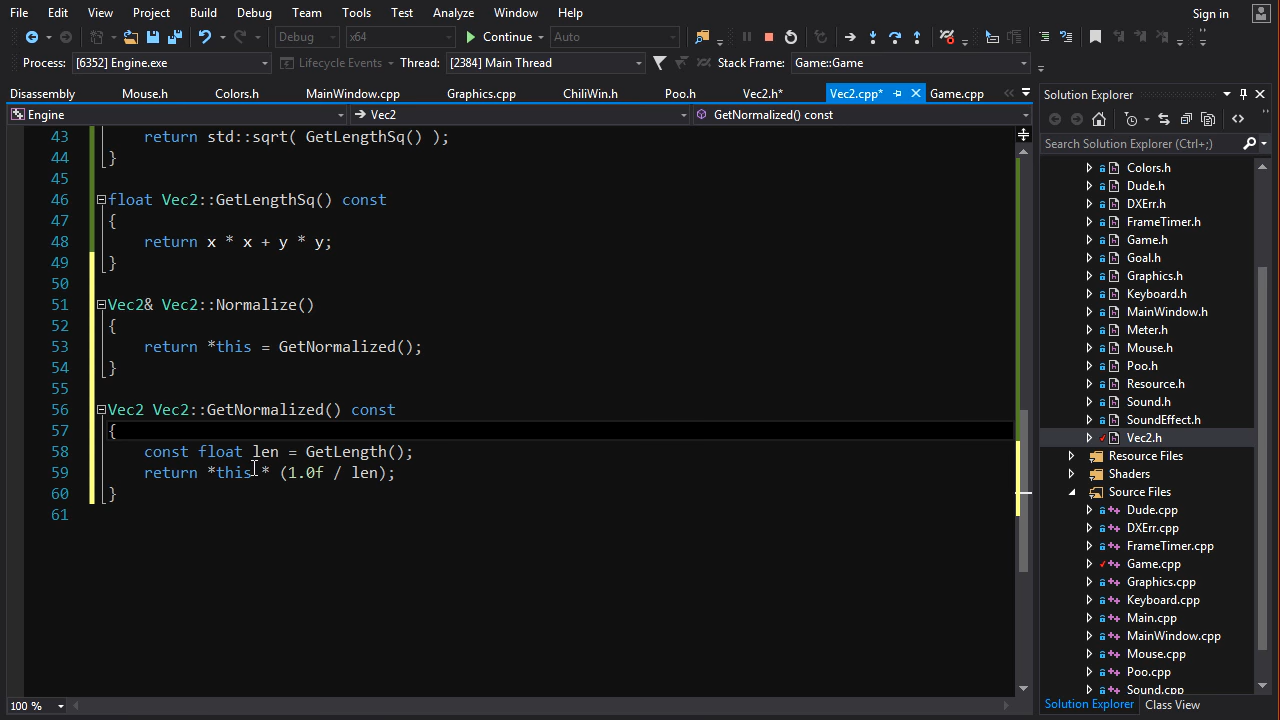 File Edit View Project Build Debug Team Tools Test Analyze Window Help Sign in
Debug x64 Continue Auto
Process: [6352] Engine.exe Lifecycle Events Thread: [2384] Main Thread Stack Frame: Game::Game
Disassembly Mouse.h Colors.h MainWindow.cpp Graphics.cpp ChiliWin.h Poo.h Vec2.h* Vec2.cpp* Game.cpp
Engine Vec2 GetNormalized() const
43 return std::sqrt( GetLengthSq() );
44 }
45
46 float Vec2::GetLengthSq() const
47 {
48 return x * x + y * y;
49 }
50
51 Vec2& Vec2::Normalize()
52 {
53 return *this = GetNormalized();
54 }
55
56 Vec2 Vec2::GetNormalized() const
57 {
58 const float len = GetLength();
59 return *this * (1.0f / len);
60 }
61
100 %
Solution Explorer
Search Solution Explorer (Ctrl+;)
Colors.h
Dude.h
DXErr.h
FrameTimer.h
Game.h
Goal.h
Graphics.h
Keyboard.h
MainWindow.h
Meter.h
Mouse.h
Poo.h
Resource.h
Sound.h
SoundEffect.h
Vec2.h
Resource Files
Shaders
Source Files
Dude.cpp
DXErr.cpp
FrameTimer.cpp
Game.cpp
Graphics.cpp
Keyboard.cpp
Main.cpp
MainWindow.cpp
Mouse.cpp
Poo.cpp
Sound.cpp
Solution Explorer Class View